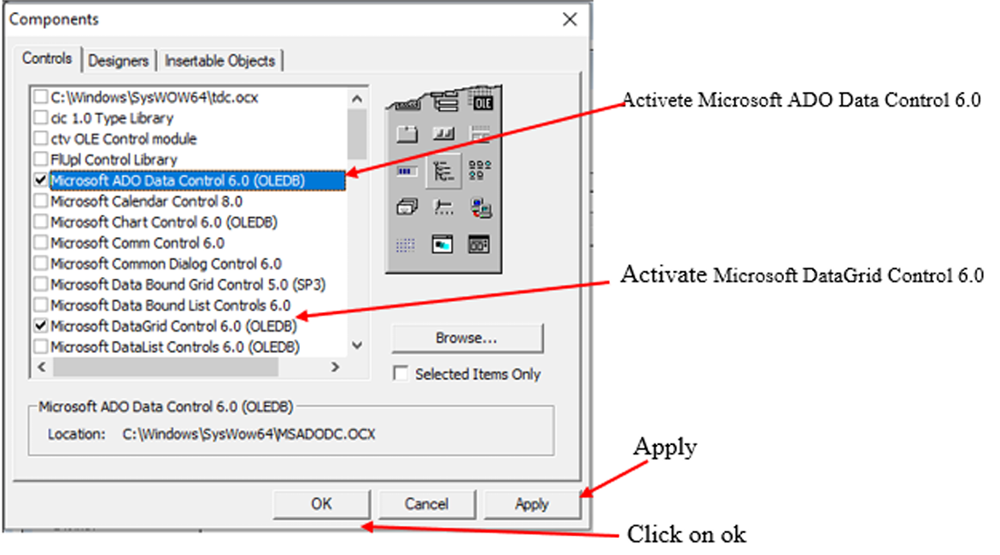 Components
Controls
Designers
Insertable Objects
C:\Windows\SysWOW64\tdc.ocx
cic 1.0 Type Library
ctv OLE Control module
FlUpl Control Library
Microsoft ADO Data Control 6.0 (OLEDB)
Microsoft Calendar Control 8.0
Microsoft Chart Control 6.0 (OLEDB)
Microsoft Comm Control 6.0
Microsoft Common Dialog Control 6.0
Microsoft Data Bound Grid Control 5.0 (SP3)
Microsoft Data Bound List Controls 6.0
Microsoft DataGrid Control 6.0 (OLEDB)
Microsoft DataList Controls 6.0 (OLEDB)
OLE
Browse...
Selected Items Only
Microsoft ADO Data Control 6.0 (OLEDB)
Location: C:\Windows\SysWow64\MSADODC.OCX
OK
Cancel
Apply
Activete Microsoft ADO Data Control 6.0
Activate Microsoft DataGrid Control 6.0
Apply
Click on ok